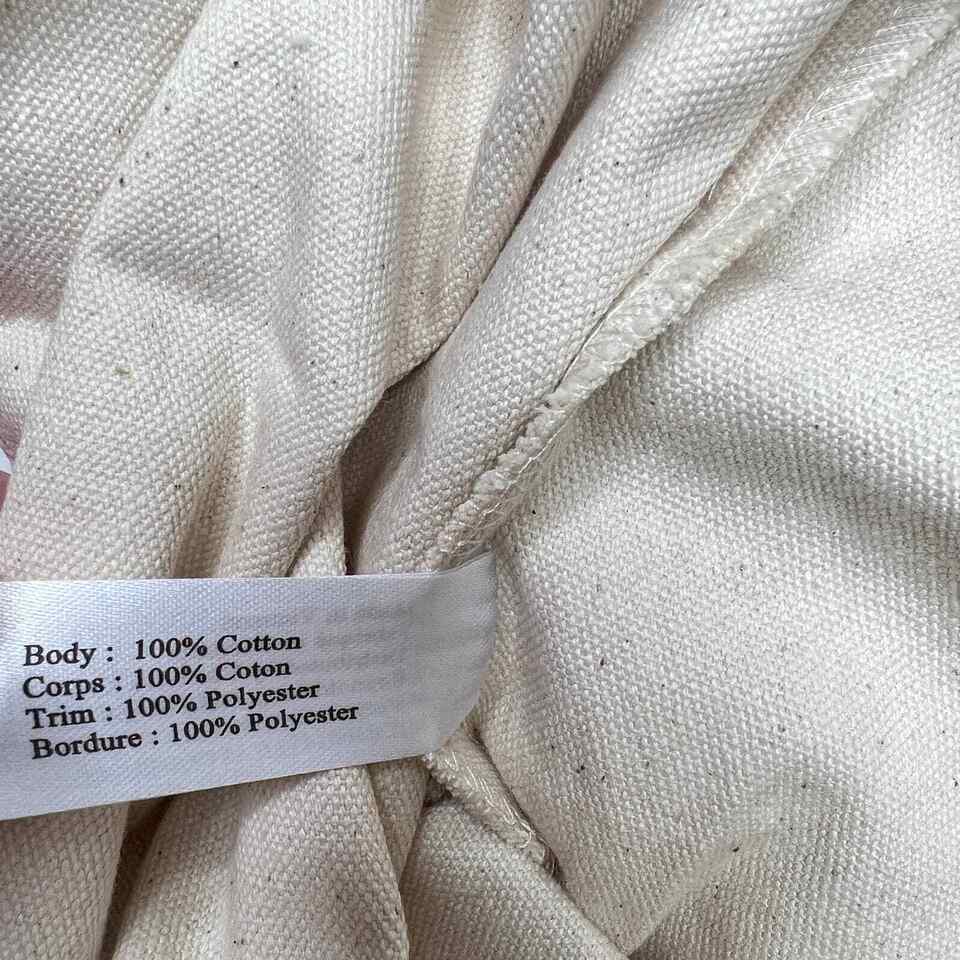 Body : 100% Cotton
Corps : 100% Coton
Trim : 100% Polyester
Bordure : 100% Polyester